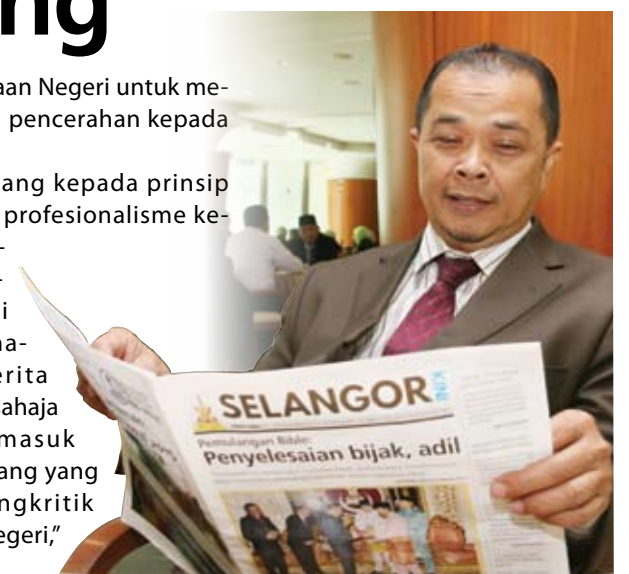 ng
aan Negeri untuk me-
pencerahan kepada
ang kepada prinsip
profesionalisme ke-
-
-
i
a-
erita
ahaja
masuk
ang yang
ngkritik
egeri,”
SELANGOR
KINI
Pemulangan Bible:
Penyelesaian bijak, adil